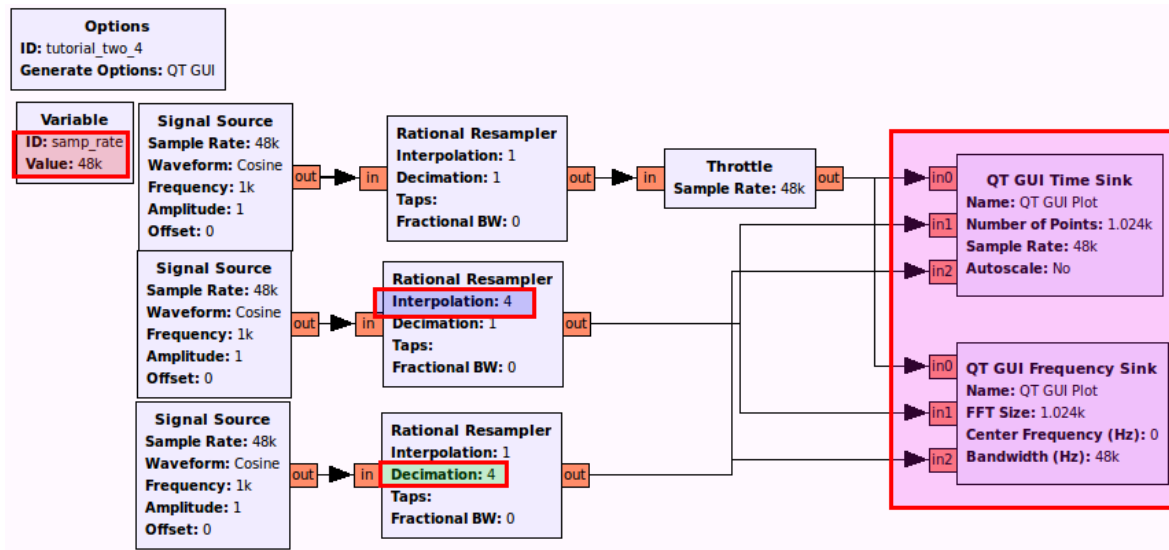 Options
ID: tutorial_two_4
Generate Options: QT GUI
Variable
ID: samp_rate
Value: 48k
Signal Source
Sample Rate: 48k
Waveform: Cosine
Frequency: 1k
Amplitude: 1
Offset: 0
out
in
Rational Resampler
Interpolation: 1
Decimation: 1
Taps:
Fractional BW: 0
out
in
Throttle
Sample Rate: 48k
out
in0
in1
in2
QT GUI Time Sink
Name: QT GUI Plot
Number of Points: 1.024k
Sample Rate: 48k
Autoscale: No
Signal Source
Sample Rate: 48k
Waveform: Cosine
Frequency: 1k
Amplitude: 1
Offset: 0
out
in
Rational Resampler
Interpolation: 4
Decimation: 1
Taps:
Fractional BW: 0
out
in0
in1
in2
QT GUI Frequency Sink
Name: QT GUI Plot
FFT Size: 1.024k
Center Frequency (Hz): 0
Bandwidth (Hz): 48k
Signal Source
Sample Rate: 48k
Waveform: Cosine
Frequency: 1k
Amplitude: 1
Offset: 0
out
in
Rational Resampler
Interpolation: 1
Decimation: 4
Taps:
Fractional BW: 0
out